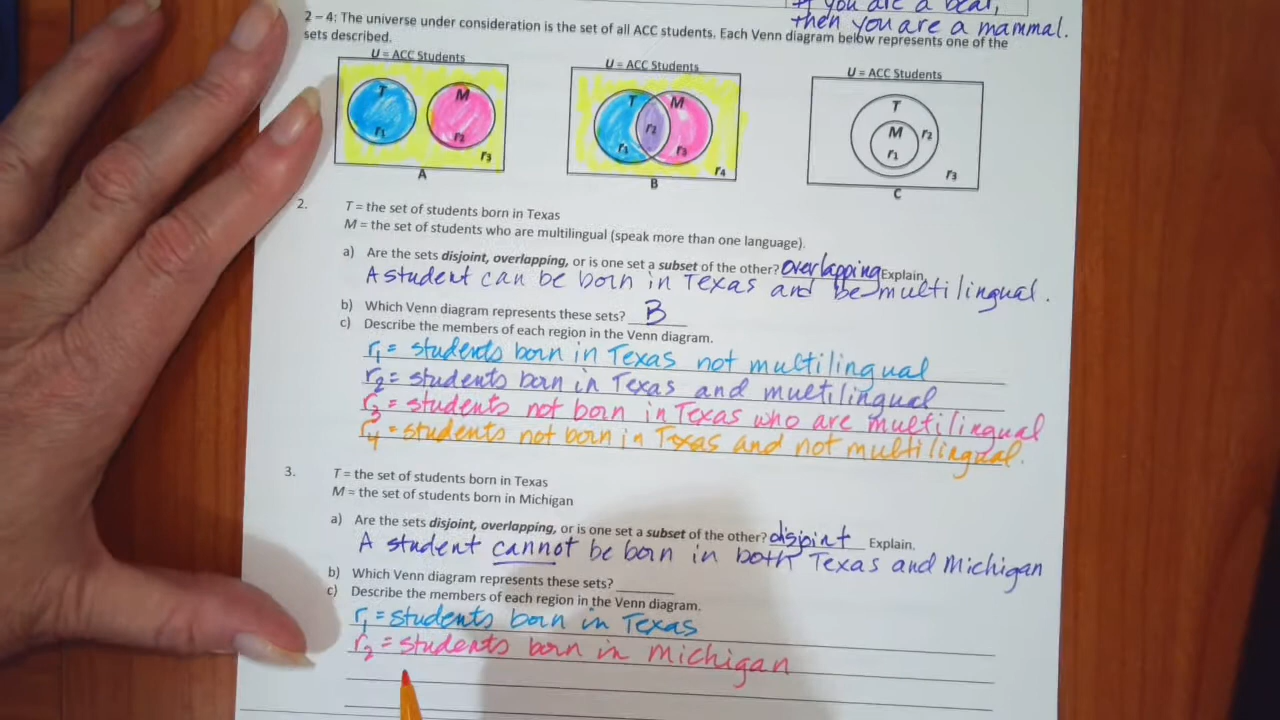 If you are a bear,
then you are a mammal.
2 – 4: The universe under consideration is the set of all ACC students. Each Venn diagram below represents one of the
sets described.
U = ACC Students
T
M
r1
r2
r3
A
U = ACC Students
T
M
r1
r2
r3
r4
B
U = ACC Students
T
M
r2
r1
r3
C
2.
T = the set of students born in Texas
M = the set of students who are multilingual (speak more than one language).
a) Are the sets disjoint, overlapping, or is one set a subset of the other? overlapping Explain.
A student can be born in Texas and be multilingual.
b) Which Venn diagram represents these sets? B
c) Describe the members of each region in the Venn diagram.
r1 = students born in Texas not multilingual
r2 = students born in Texas and multilingual
r3 = students not born in Texas who are multilingual
r4 = students not born in Texas and not multilingual.
3.
T = the set of students born in Texas
M = the set of students born in Michigan
a) Are the sets disjoint, overlapping, or is one set a subset of the other? disjoint Explain.
A student cannot be born in both Texas and Michigan
b) Which Venn diagram represents these sets? ______
c) Describe the members of each region in the Venn diagram.
r1 = students born in Texas
r2 = students born in Michigan